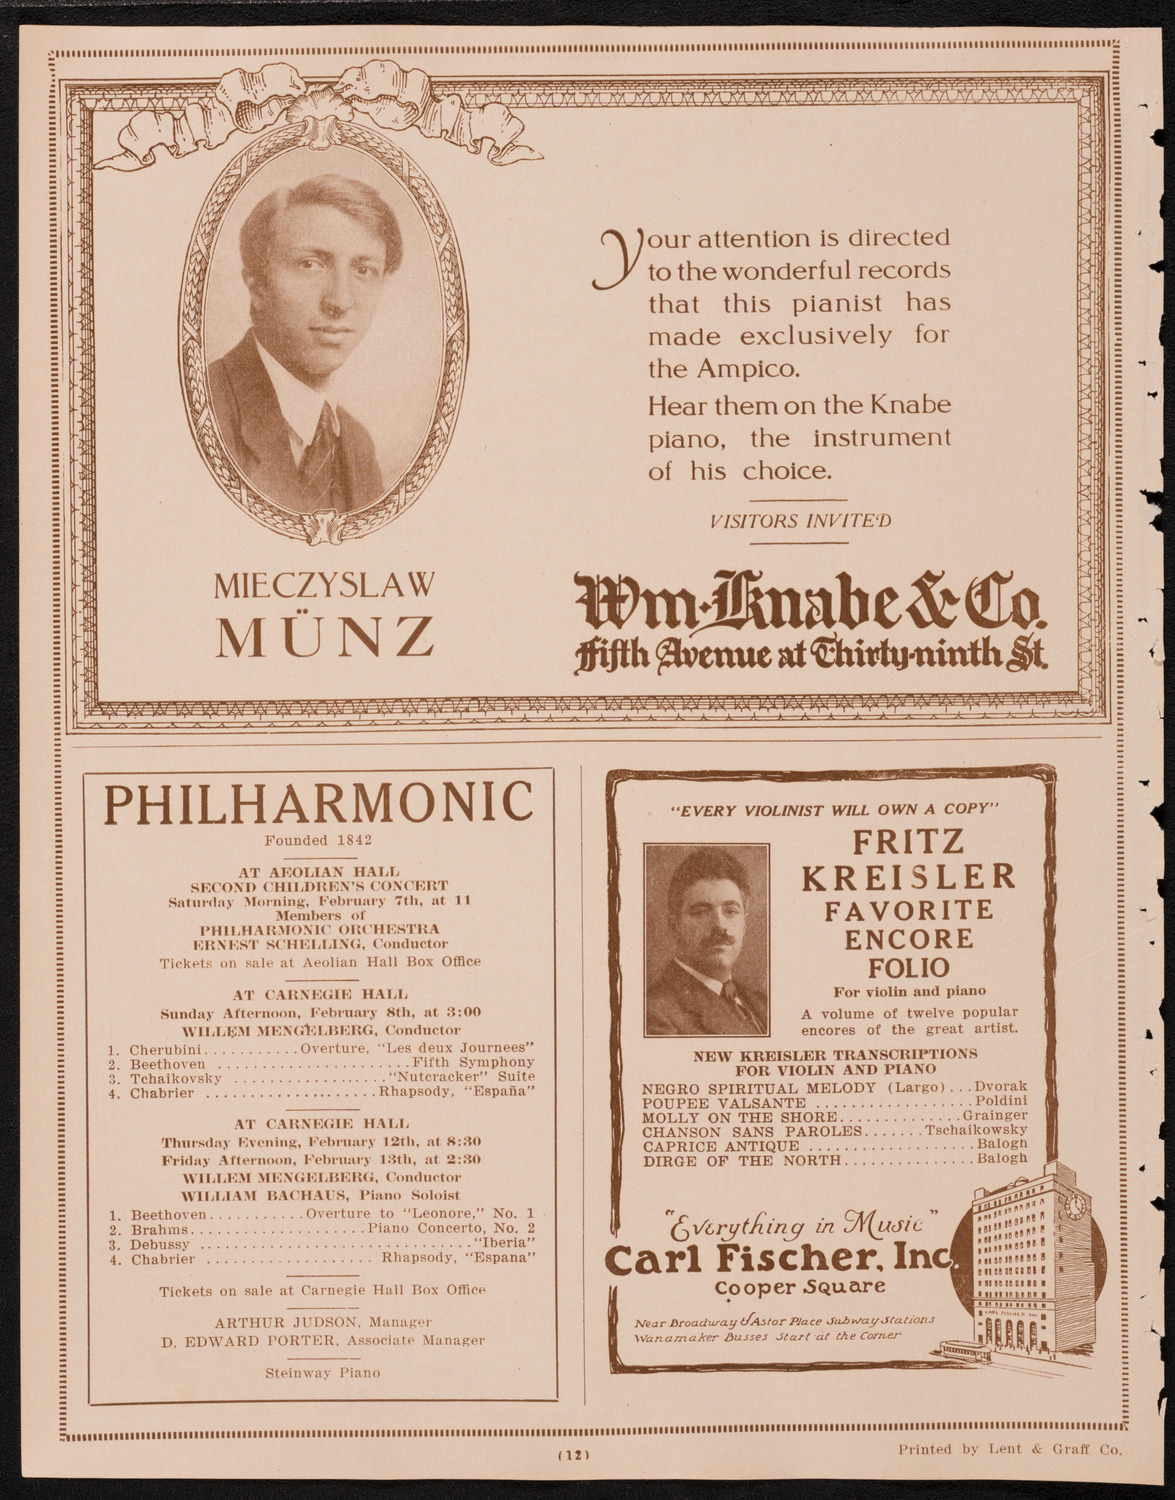 Your attention is directed
to the wonderful records
that this pianist has
made exclusively for
the Ampico.
Hear them on the Knabe
piano, the instrument
of his choice.
VISITORS INVITED
MIECZYSLAW
MÜNZ
Wm. Knabe & Co.
Fifth Avenue at Thirty-ninth St.
PHILHARMONIC
Founded 1842
AT AEOLIAN HALL
SECOND CHILDREN'S CONCERT
Saturday Morning, February 7th, at 11
Members of
PHILHARMONIC ORCHESTRA
ERNEST SCHELLING, Conductor
Tickets on sale at Aeolian Hall Box Office
AT CARNEGIE HALL
Sunday Afternoon, February 8th, at 3:00
WILLEM MENGELBERG, Conductor
1. Cherubini...........Overture, "Les deux Journees"
2. Beethoven ......................Fifth Symphony
3. Tchaikovsky .................."Nutcracker" Suite
4. Chabrier ....................Rhapsody, "España"
AT CARNEGIE HALL
Thursday Evening, February 12th, at 8:30
Friday Afternoon, February 13th, at 2:30
WILLEM MENGELBERG, Conductor
WILLIAM BACHAUS, Piano Soloist
1. Beethoven...........Overture to "Leonore," No. 1
2. Brahms....................Piano Concerto, No. 2
3. Debussy ..............................."Iberia"
4. Chabrier ................... Rhapsody, "Espana"
Tickets on sale at Carnegie Hall Box Office
ARTHUR JUDSON, Manager
D. EDWARD PORTER, Associate Manager
Steinway Piano
"EVERY VIOLINIST WILL OWN A COPY"
FRITZ
KREISLER
FAVORITE
ENCORE
FOLIO
For violin and piano
A volume of twelve popular
encores of the great artist.
NEW KREISLER TRANSCRIPTIONS
FOR VIOLIN AND PIANO
NEGRO SPIRITUAL MELODY (Largo)...Dvorak
POUPEE VALSANTE ..................Poldini
MOLLY ON THE SHORE..............Grainger
CHANSON SANS PAROLES.......Tschaikowsky
CAPRICE ANTIQUE ....................Balogh
DIRGE OF THE NORTH...............Balogh
"Everything in Music"
Carl Fischer, Inc.
Cooper Square
CARL FISCHER INC
Near Broadway & Astor Place Subway Stations
Wanamaker Busses Start at the Corner
(12)
Printed by Lent & Graff Co.